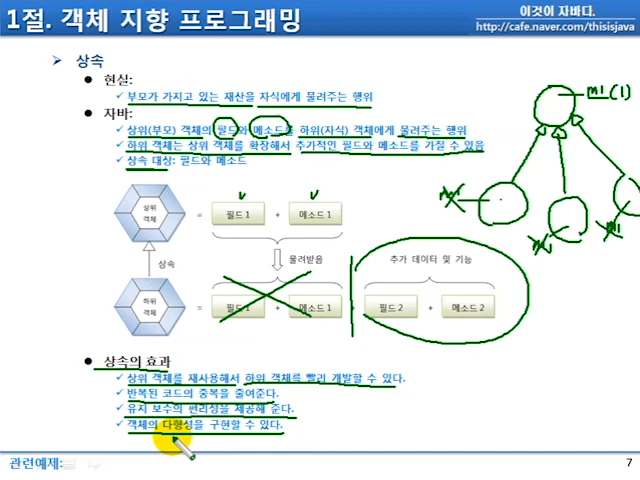 1절. 객체 지향 프로그래밍
이것이 자바다.
http://cafe.naver.com/thisisjava
상속
현실:
부모가 가지고 있는 재산을 자식에게 물려주는 행위
자바:
상위(부모) 객체의 필드와 메소드를 하위(자식) 객체에게 물려주는 행위
하위 객체는 상위 객체를 확장해서 추가적인 필드와 메소드를 가질 수 있음
상속 대상: 필드와 메소드
m1(1)
상위 객체 = 필드 1 + 메소드 1
상속
물려받음
추가 데이터 및 기능
하위 객체 = 필드 1 + 메소드 1 필드 2 + 메소드 2
상속의 효과
상위 객체를 재사용해서 하위 객체를 빨리 개발할 수 있다.
반복된 코드의 중복을 줄여준다.
유지 보수의 편리성을 제공해 준다.
객체의 다형성을 구현할 수 있다.
관련예제:
7